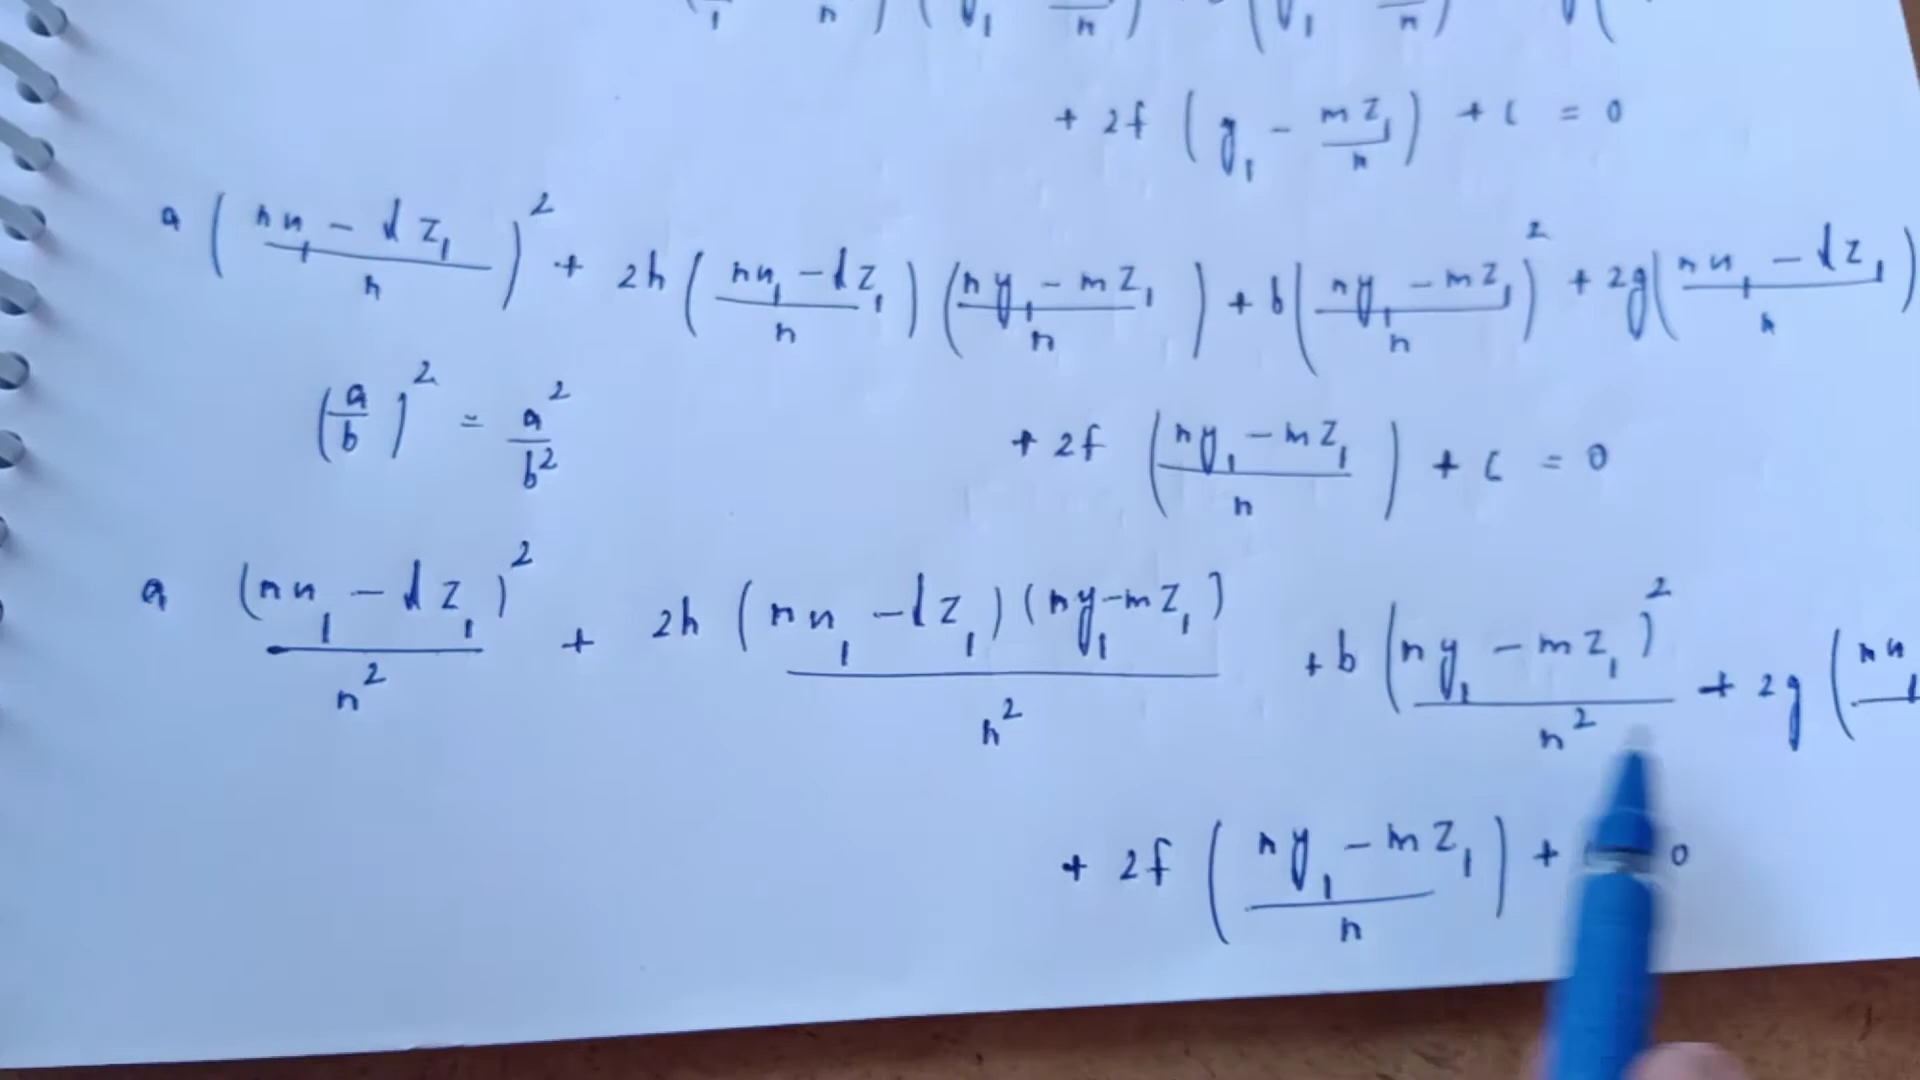 + 2f (y₁ - mz₁/n) + c = 0
a (nx₁ - lz₁ / n)² + 2h (nx₁ - lz₁ / n) (ny₁ - mz₁ / n) + b (ny₁ - mz₁ / n)² + 2g (nx₁ - lz₁ / n)
+ 2f (ny₁ - mz₁ / n) + c = 0
(a/b)² = a²/b²
a (nx₁ - lz₁)² / n² + 2h (nx₁ - lz₁)(ny₁ - mz₁) / n² + b (ny₁ - mz₁)² / n² + 2g (nx₁
+ 2f (ny₁ - mz₁ / n) + 0